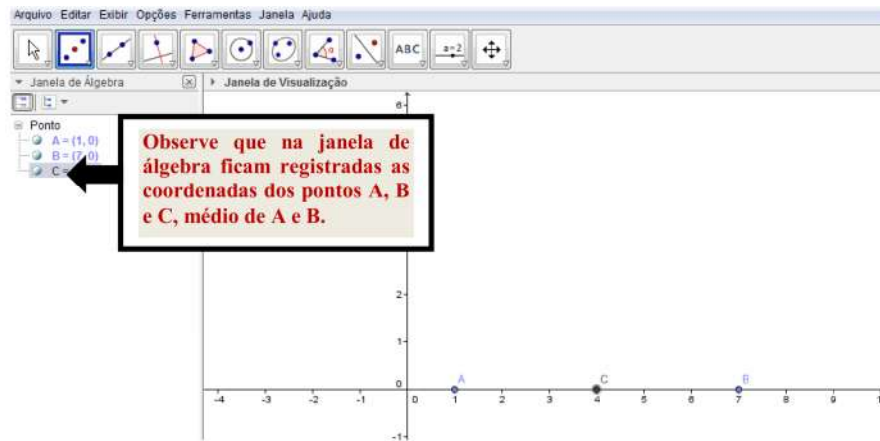 Arquivo Editar Exibir Opções Ferramentas Janela Ajuda
ABC
a=2
Janela de Álgebra
Janela de Visualização
Ponto
A = (1, 0)
B = (7, 0)
C =
Observe que na janela de
álgebra ficam registradas as
coordenadas dos pontos A, B
e C, médio de A e B.
6
2
1
0
A
C
B
-4 -3 -2 -1 0 1 2 3 4 5 6 7 8 9 1
-1